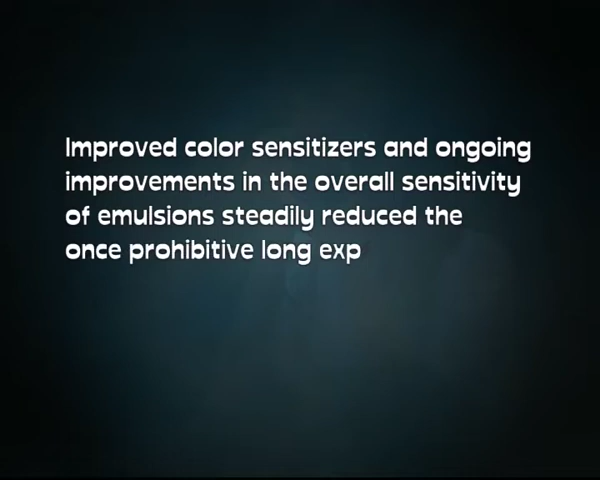 Improved color sensitizers and ongoing
improvements in the overall sensitivity
of emulsions steadily reduced the
once prohibitive long exp